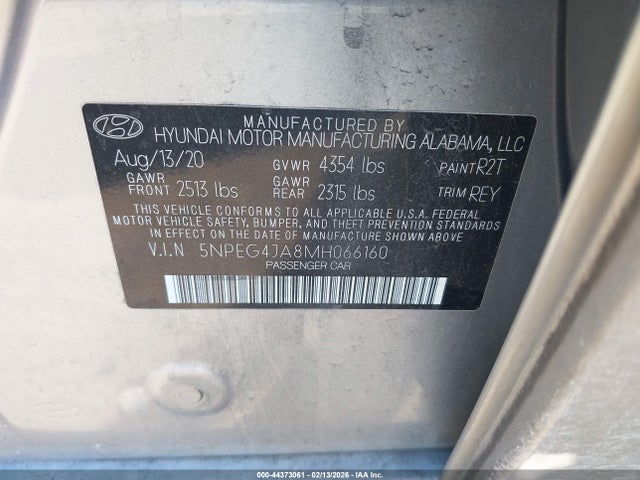 MANUFACTURED BY
HYUNDAI MOTOR MANUFACTURING ALABAMA, LLC
Aug/13/20 GVWR 4354 lbs PAINT R2T
GAWR FRONT 2513 lbs GAWR REAR 2315 lbs TRIM REY
THIS VEHICLE CONFORMS TO ALL APPLICABLE U.S.A. FEDERAL
MOTOR VEHICLE SAFETY, BUMPER, AND THEFT PREVENTION STANDARDS
IN EFFECT ON THE DATE OF MANUFACTURE SHOWN ABOVE.
V.I.N 5NPEG4JA8MH066160
PASSENGER CAR
000-44373061 - 02/13/2026 - IAA Inc.